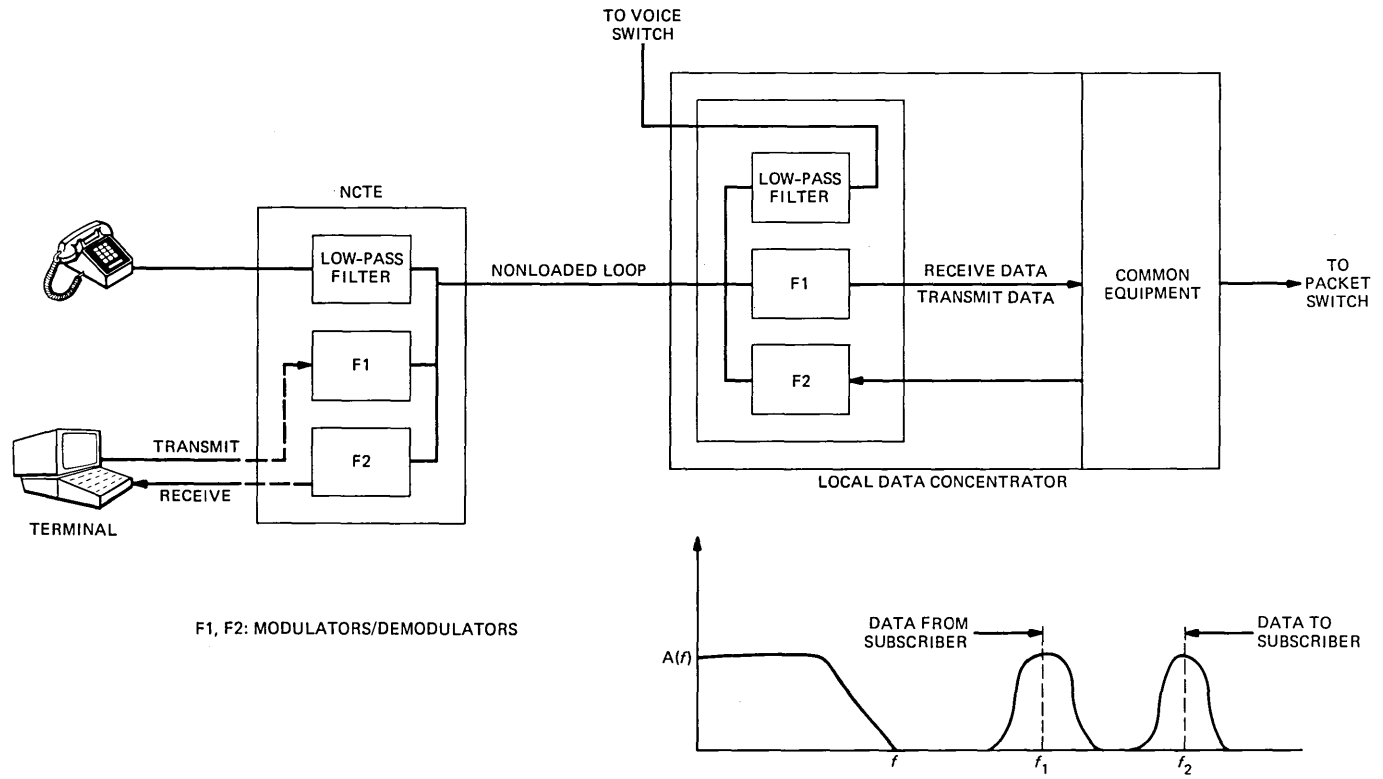 TO VOICE
SWITCH
NCTE
LOW-PASS
FILTER
LOW-PASS
FILTER
NONLOADED LOOP
F1
RECEIVE DATA
TRANSMIT DATA
COMMON
EQUIPMENT
TO
PACKET
SWITCH
F1
F2
TRANSMIT
F2
RECEIVE
TERMINAL
LOCAL DATA CONCENTRATOR
F1, F2: MODULATORS/DEMODULATORS
DATA FROM
SUBSCRIBER
DATA TO
SUBSCRIBER
A(f)
f
f1
f2